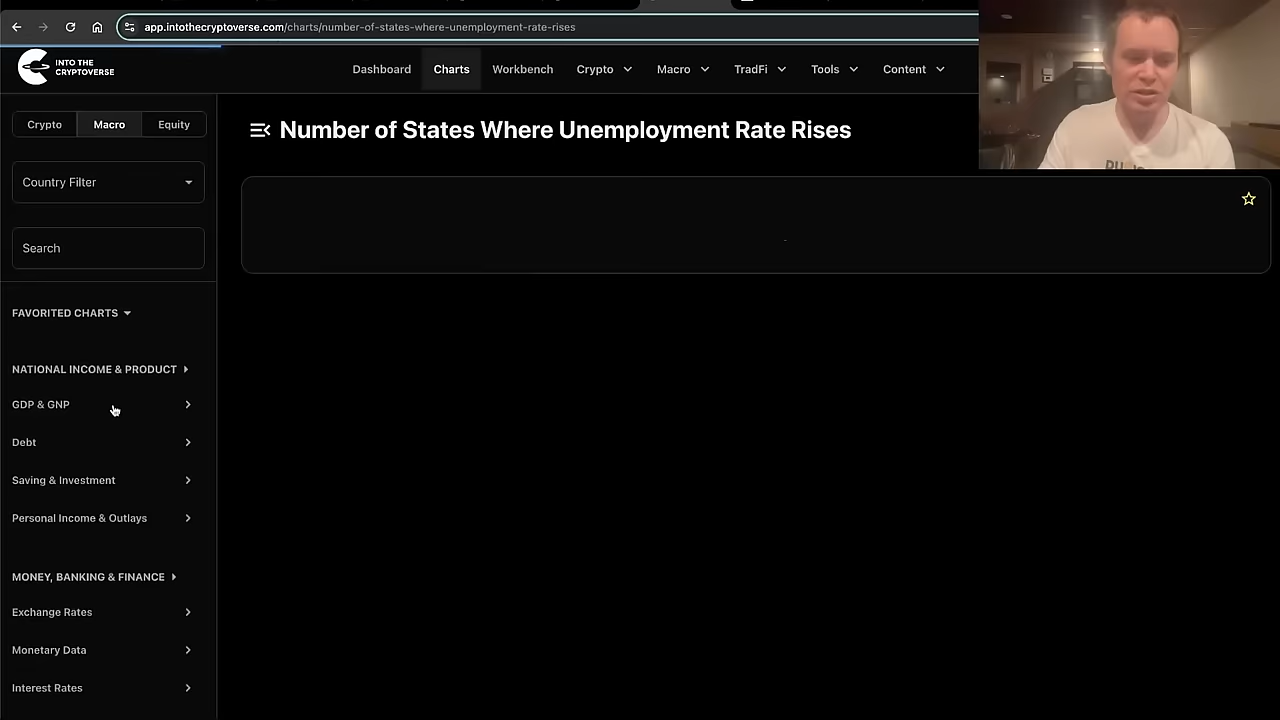 app.intothecryptoverse.com/charts/number-of-states-where-unemployment-rate-rises
INTO THE
CRYPTOVERSE
Dashboard
Charts
Workbench
Crypto
Macro
TradFi
Tools
Content
Crypto
Macro
Equity
Number of States Where Unemployment Rate Rises
Country Filter
Search
FAVORITED CHARTS
NATIONAL INCOME & PRODUCT
GDP & GNP
Debt
Saving & Investment
Personal Income & Outlays
MONEY, BANKING & FINANCE
Exchange Rates
Monetary Data
Interest Rates